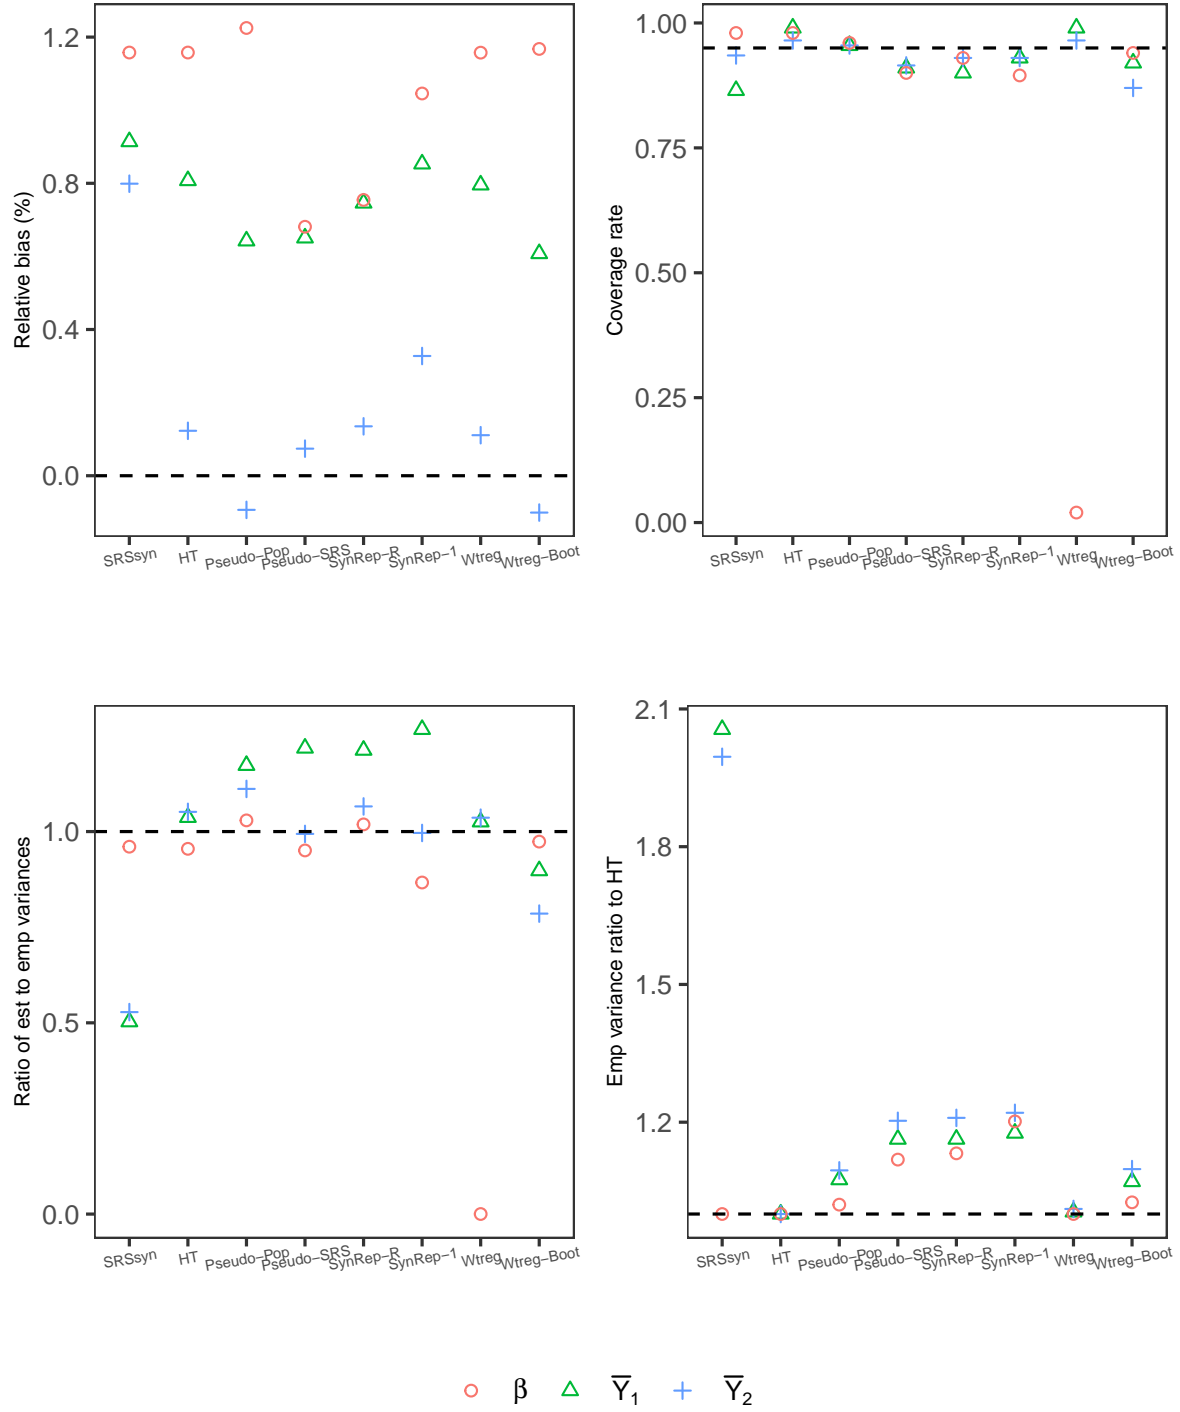 Relative bias (%)
1.2
0.8
0.4
0.0
SRSsyn
HT
Pseudo−Pop
Pseudo−SRS
SynRep−R
SynRep−1
Wtreg
Wtreg−Boot
Coverage rate
1.00
0.75
0.50
0.25
0.00
SRSsyn
HT
Pseudo−Pop
Pseudo−SRS
SynRep−R
SynRep−1
Wtreg
Wtreg−Boot
Ratio of est to emp variances
1.0
0.5
0.0
SRSsyn
HT
Pseudo−Pop
Pseudo−SRS
SynRep−R
SynRep−1
Wtreg
Wtreg−Boot
Emp variance ratio to HT
2.1
1.8
1.5
1.2
SRSsyn
HT
Pseudo−Pop
Pseudo−SRS
SynRep−R
SynRep−1
Wtreg
Wtreg−Boot
β Y̅₁ Y̅₂